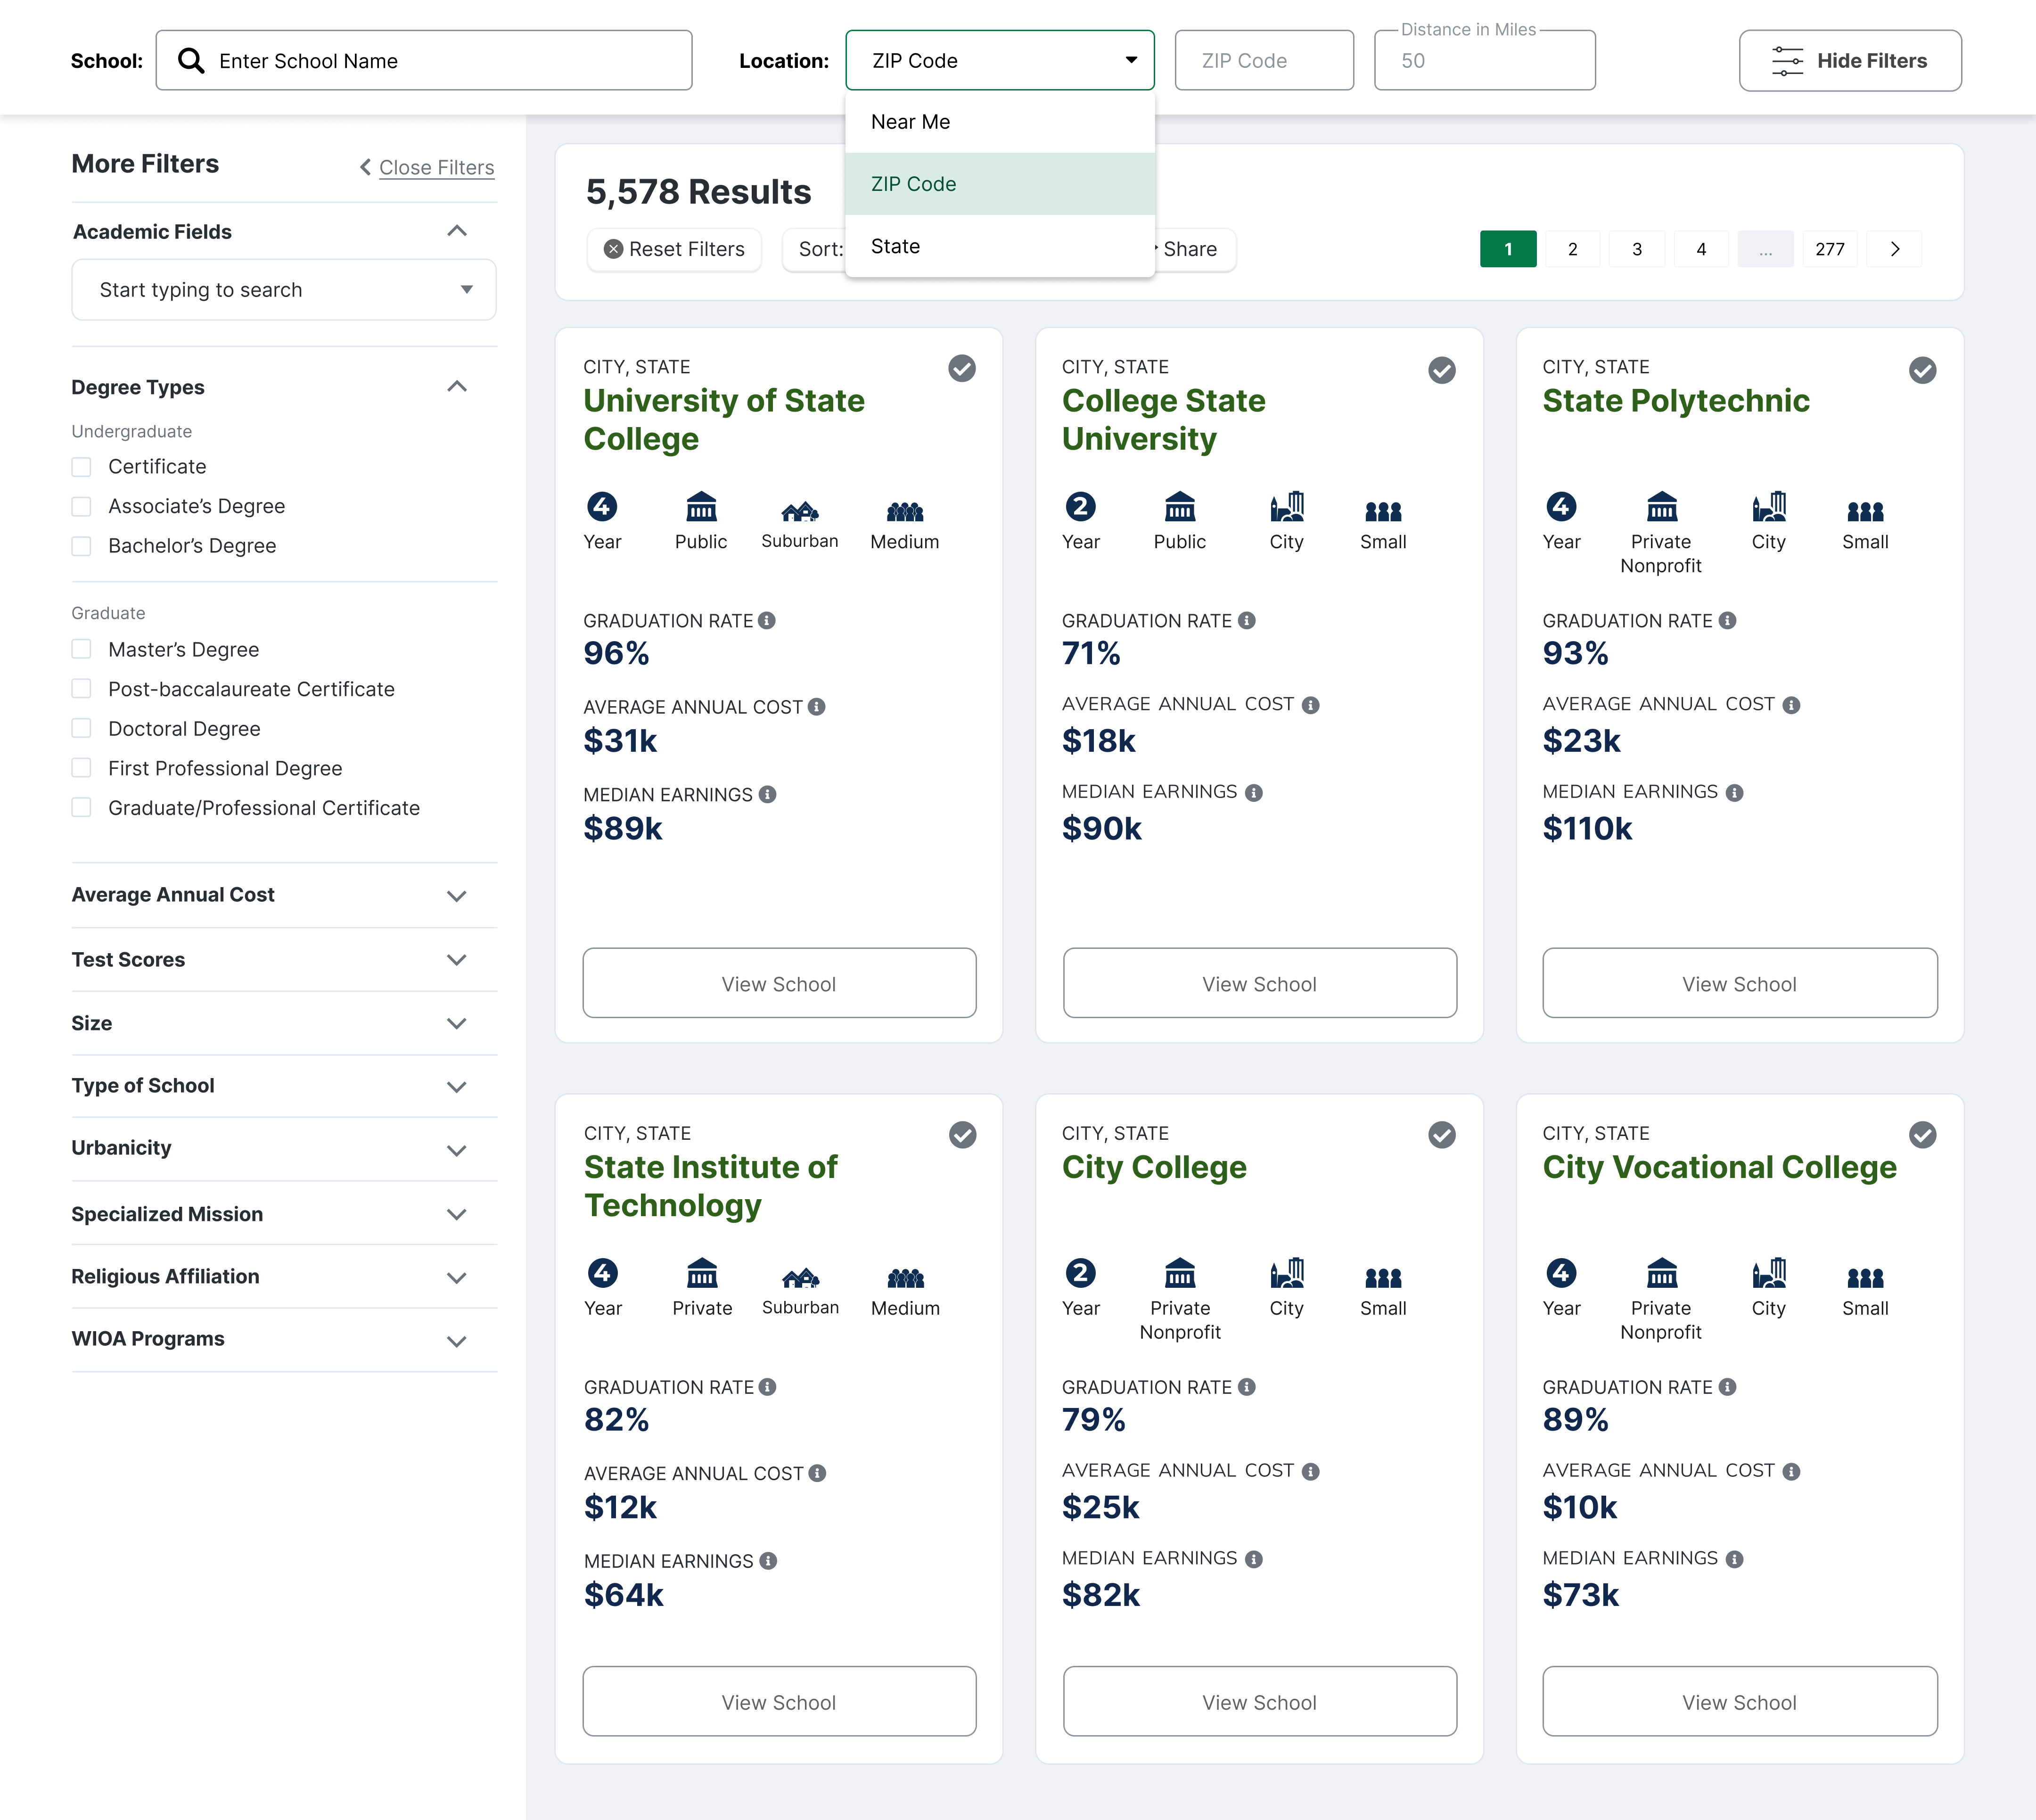 School:
Enter School Name
Location:
ZIP Code
ZIP Code
Distance in Miles
50
Hide Filters
Near Me
ZIP Code
State
More Filters
Close Filters
Academic Fields
Start typing to search
Degree Types
Undergraduate
Certificate
Associate’s Degree
Bachelor’s Degree
Graduate
Master’s Degree
Post-baccalaureate Certificate
Doctoral Degree
First Professional Degree
Graduate/Professional Certificate
Average Annual Cost
Test Scores
Size
Type of School
Urbanicity
Specialized Mission
Religious Affiliation
WIOA Programs
5,578 Results
Reset Filters
Sort:
Share
1 2 3 4 ... 277
CITY, STATE
University of State
College
4
Year Public Suburban Medium
GRADUATION RATE
96%
AVERAGE ANNUAL COST
$31k
MEDIAN EARNINGS
$89k
View School
CITY, STATE
College State
University
2
Year Public City Small
GRADUATION RATE
71%
AVERAGE ANNUAL COST
$18k
MEDIAN EARNINGS
$90k
View School
CITY, STATE
State Polytechnic
4
Year Private City Small
Nonprofit
GRADUATION RATE
93%
AVERAGE ANNUAL COST
$23k
MEDIAN EARNINGS
$110k
View School
CITY, STATE
State Institute of
Technology
4
Year Private Suburban Medium
GRADUATION RATE
82%
AVERAGE ANNUAL COST
$12k
MEDIAN EARNINGS
$64k
View School
CITY, STATE
City College
2
Year Private City Small
Nonprofit
GRADUATION RATE
79%
AVERAGE ANNUAL COST
$25k
MEDIAN EARNINGS
$82k
View School
CITY, STATE
City Vocational College
4
Year Private City Small
Nonprofit
GRADUATION RATE
89%
AVERAGE ANNUAL COST
$10k
MEDIAN EARNINGS
$73k
View School